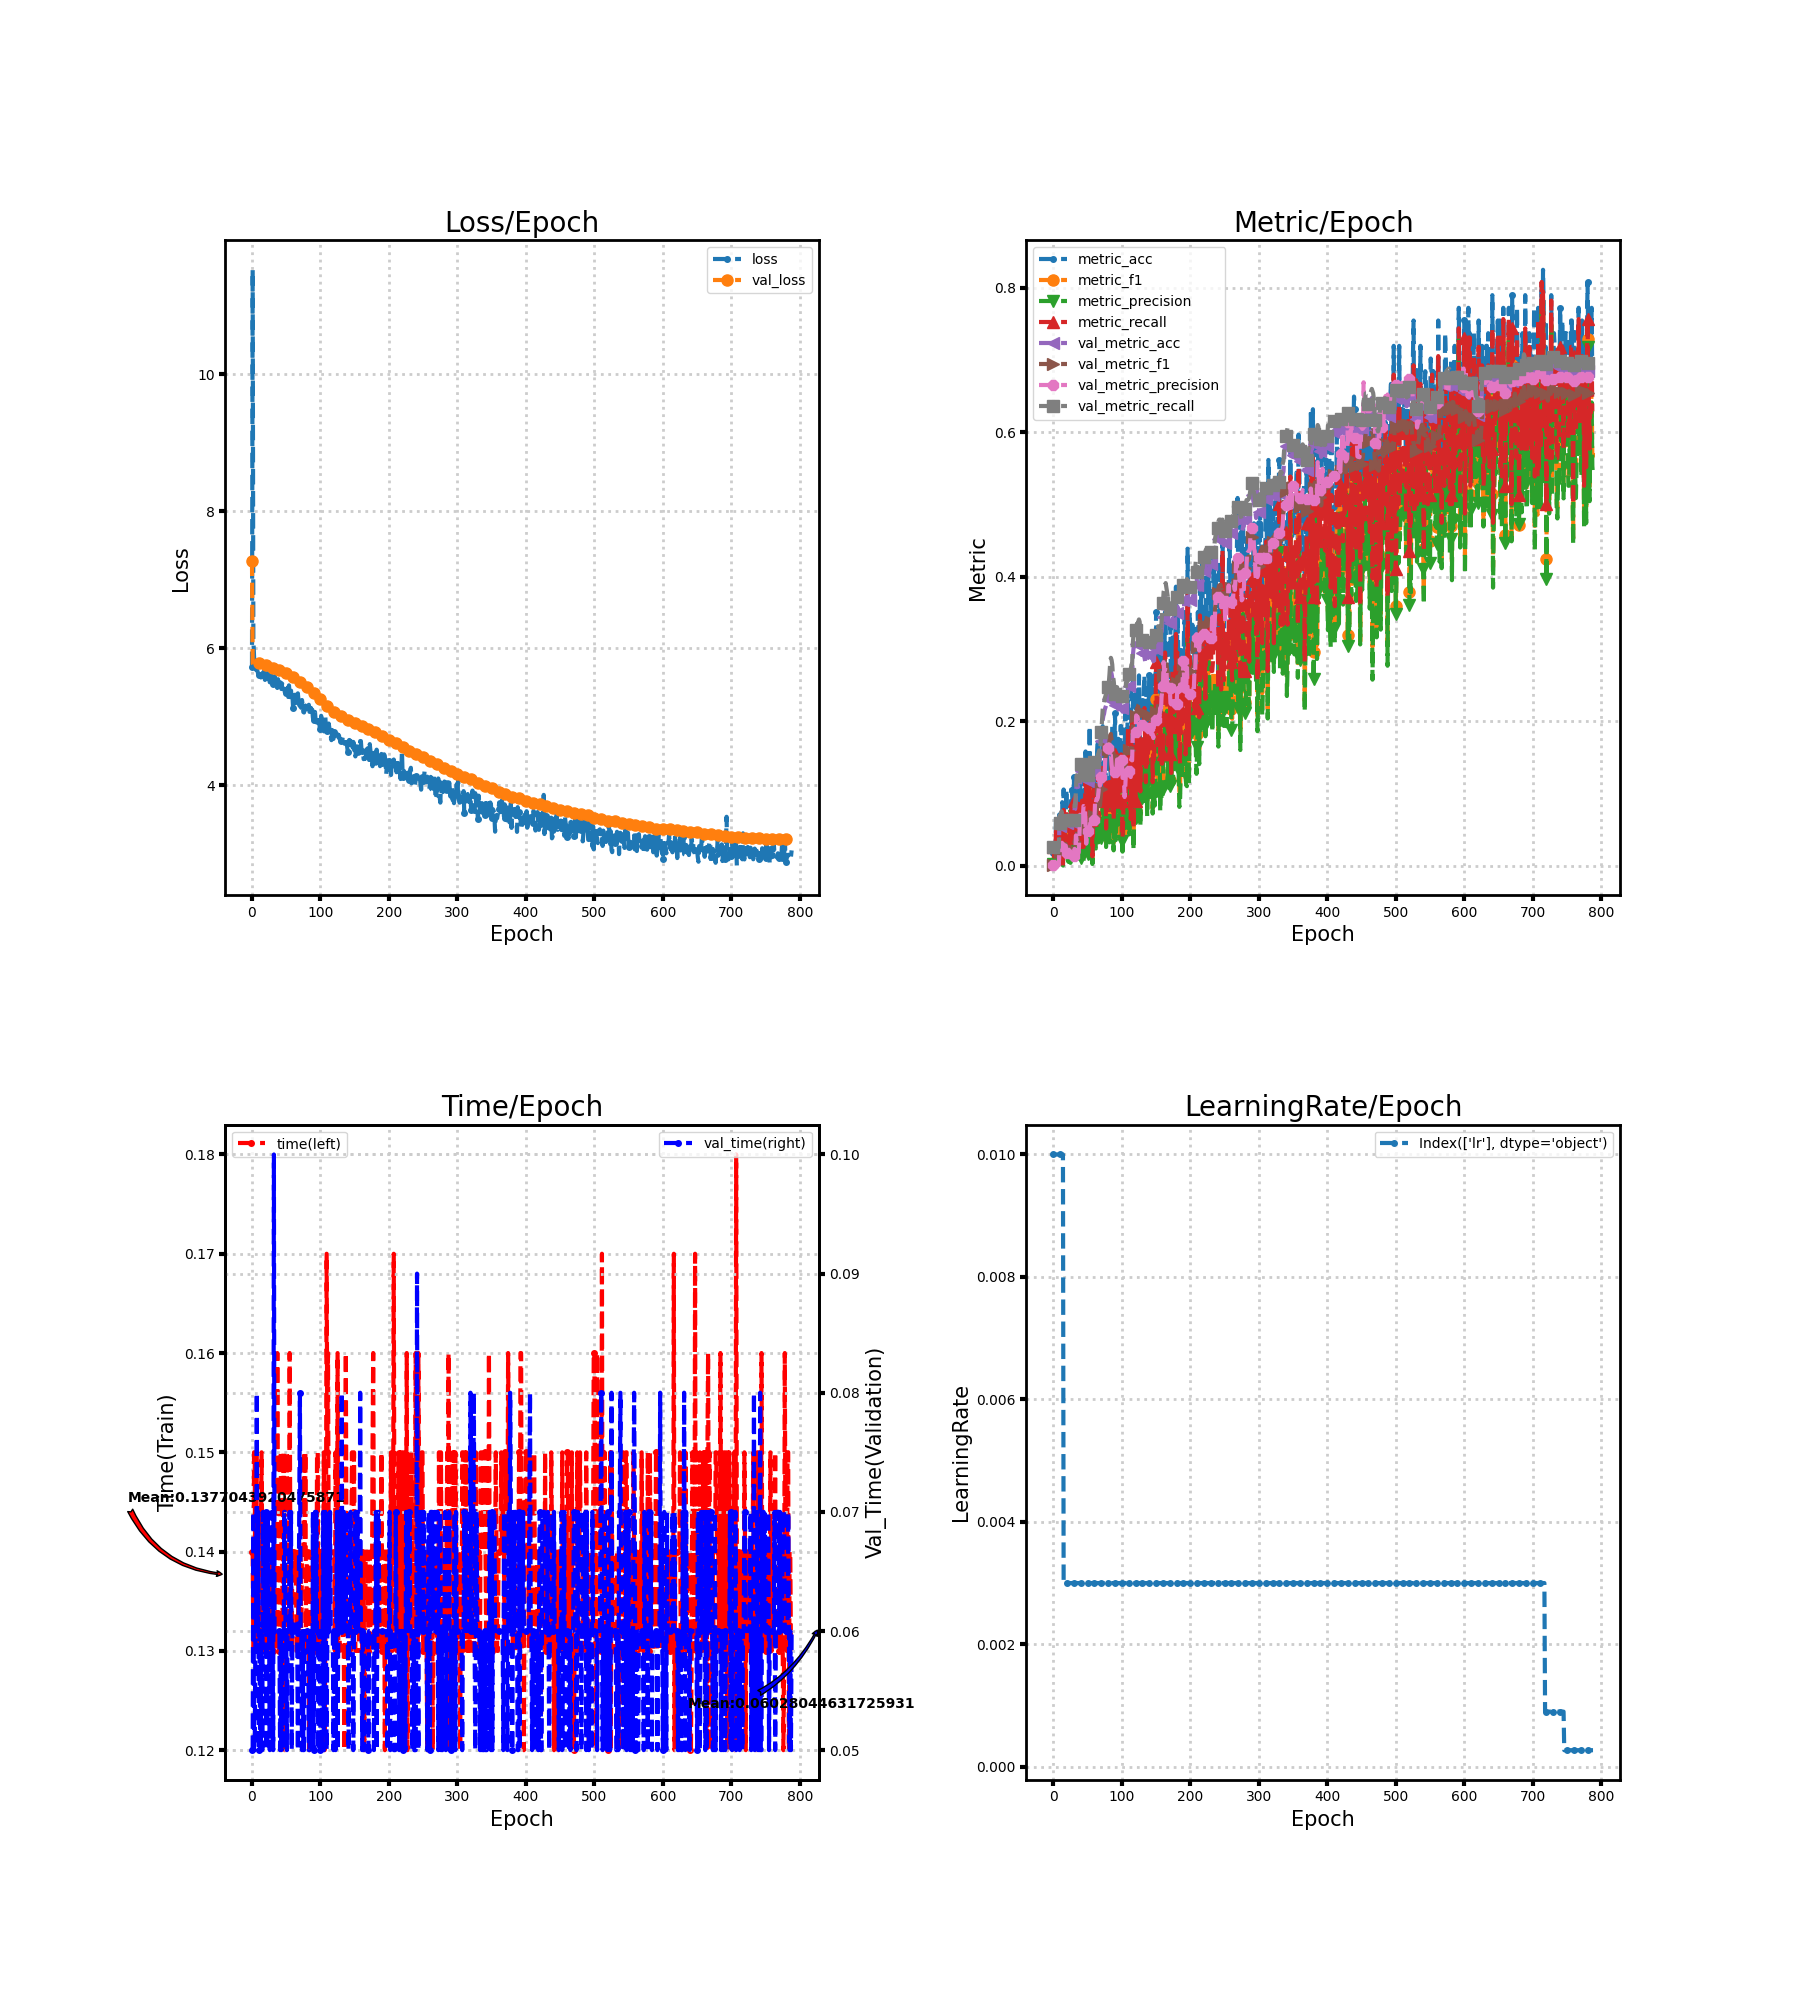 Loss/Epoch
loss
val_loss
10
8
6
4
Loss
0
100
200
300
400
500
600
700
800
Epoch
Metric/Epoch
metric_acc
metric_f1
metric_precision
metric_recall
val_metric_acc
val_metric_f1
val_metric_precision
val_metric_recall
0.8
0.6
0.4
0.2
0.0
Metric
0
100
200
300
400
500
600
700
800
Epoch
Time/Epoch
time(left)
val_time(right)
0.18
0.17
0.16
0.15
0.14
0.13
0.12
Time(Train)
Mean:0.1377043920475871
0.10
0.09
0.08
0.07
0.06
0.05
Val_Time(Validation)
Mean:0.06028044631725931
0
100
200
300
400
500
600
700
800
Epoch
LearningRate/Epoch
Index(['lr'], dtype='object')
0.010
0.008
0.006
0.004
0.002
0.000
LearningRate
0
100
200
300
400
500
600
700
800
Epoch